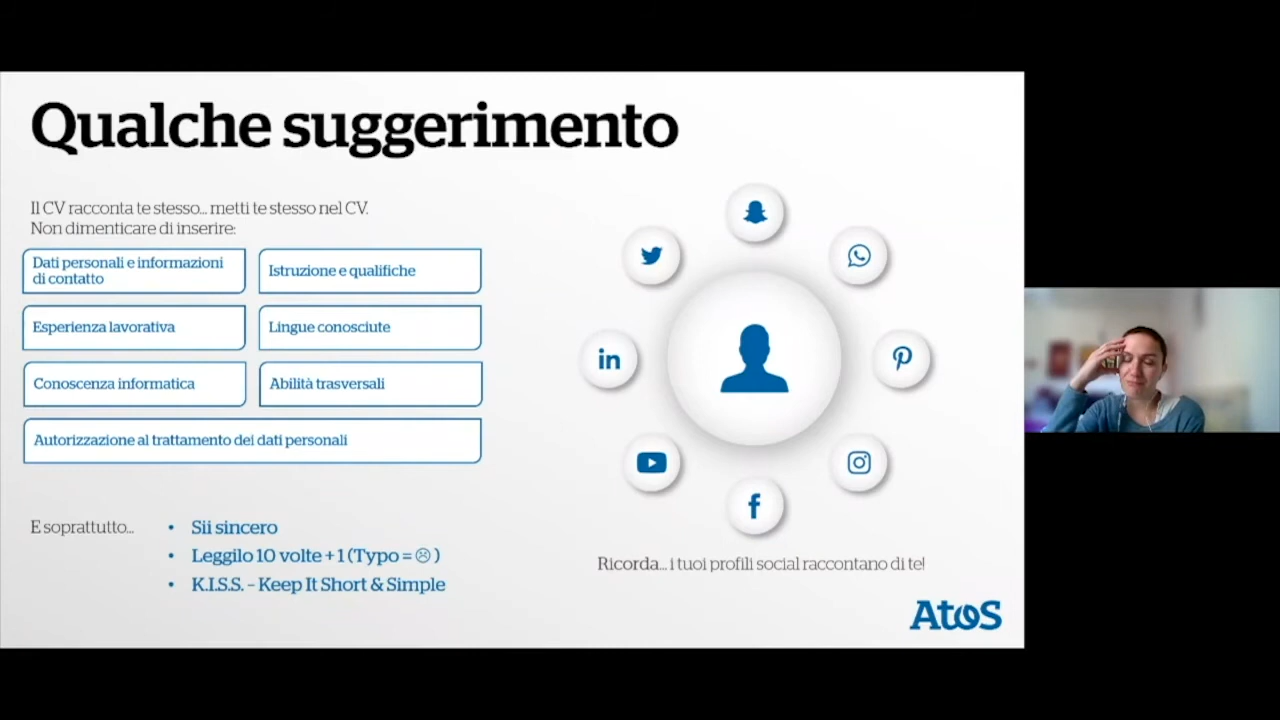 Qualche suggerimento
Il CV racconta te stesso... metti te stesso nel CV.
Non dimenticare di inserire:
Dati personali e informazioni
di contatto
Istruzione e qualifiche
Esperienza lavorativa
Lingue conosciute
Conoscenza informatica
Abilità trasversali
Autorizzazione al trattamento dei dati personali
E soprattutto...
• Sii sincero
• Leggilo 10 volte + 1 (Typo = ☹ )
• K.I.S.S. – Keep It Short & Simple
in
f
Ricorda... i tuoi profili social raccontano di te!
Atos